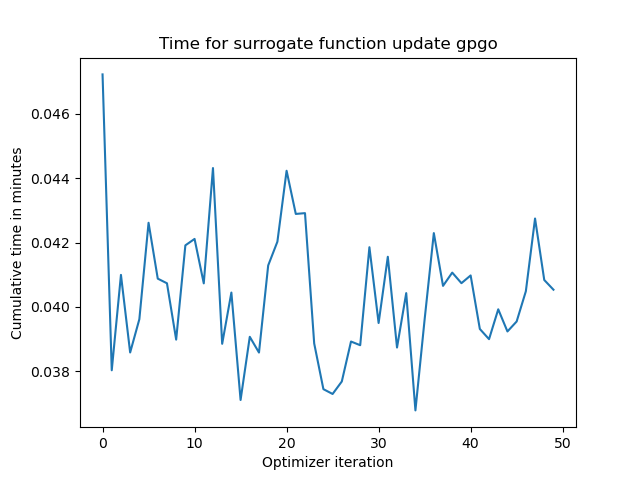 Time for surrogate function update gpgo
Cumulative time in minutes
0.046
0.044
0.042
0.040
0.038
0 10 20 30 40 50
Optimizer iteration